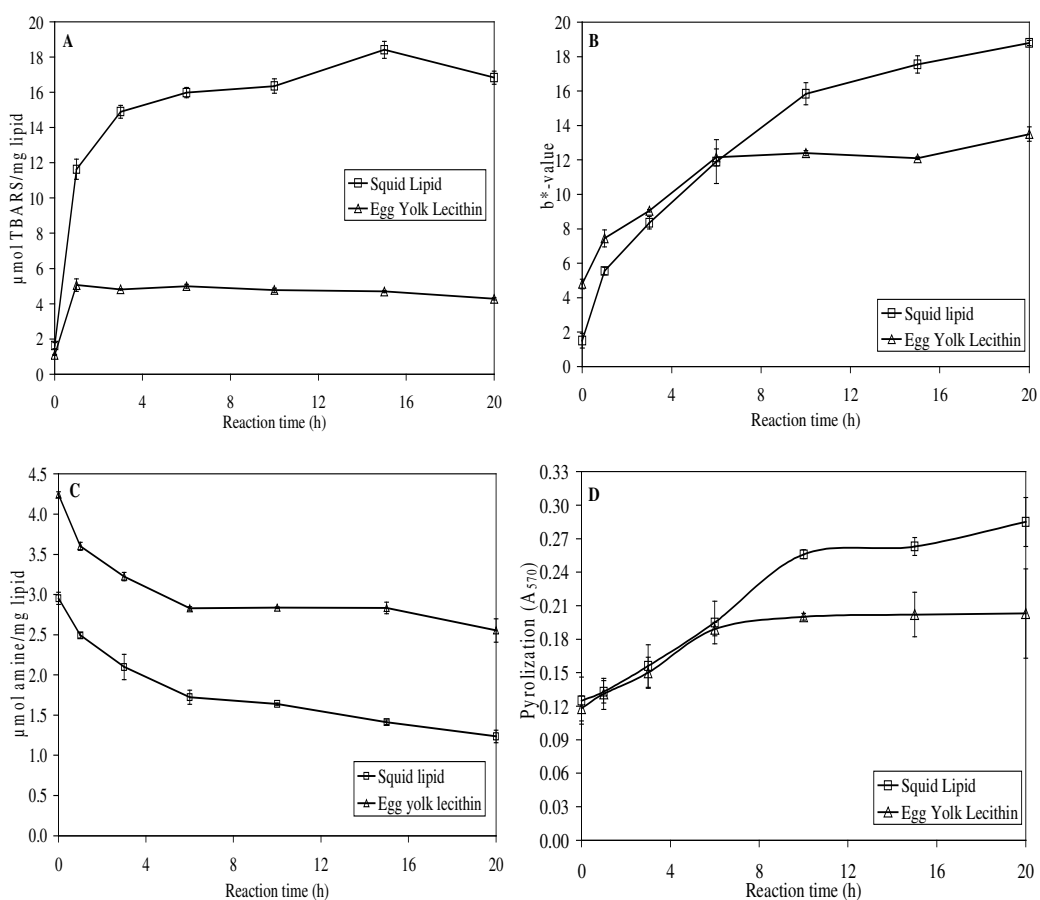 A
μmol TBARS/mg lipid
20
18
16
14
12
10
8
6
4
2
0
Squid Lipid
Egg Yolk Lecithin
0 4 8 12 16 20
Reaction time (h)
B
b*-value
20
18
16
14
12
10
8
6
4
2
0
Squid lipid
Egg Yolk Lecithin
0 4 8 12 16 20
Reaction time (h)
C
μmol amine/mg lipid
4.5
4.0
3.5
3.0
2.5
2.0
1.5
1.0
0.5
0.0
Squid lipid
Egg yolk lecithin
0 4 8 12 16 20
Reaction time (h)
D
Pyrolization (A570)
0.33
0.30
0.27
0.24
0.21
0.18
0.15
0.12
0.09
0.06
0.03
0.00
Squid Lipid
Egg Yolk Lecithin
0 4 8 12 16 20
Reaction time (h)